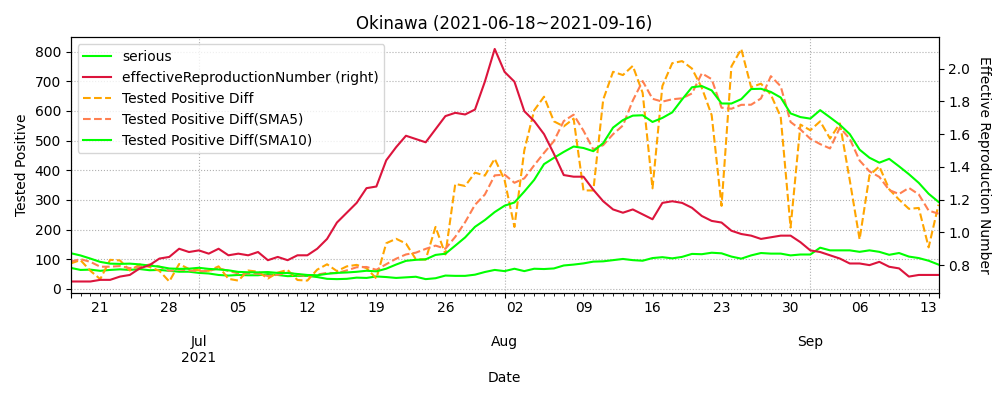 Okinawa (2021-06-18~2021-09-16)
serious
effectiveReproductionNumber (right)
Tested Positive Diff
Tested Positive Diff(SMA5)
Tested Positive Diff(SMA10)
Tested Positive
800
700
600
500
400
300
200
100
0
Effective Reproduction Number
2.0
1.8
1.6
1.4
1.2
1.0
0.8
21 28 05 12 19 26 02 09 16 23 30 06 13
Jul Aug Sep
2021
Date